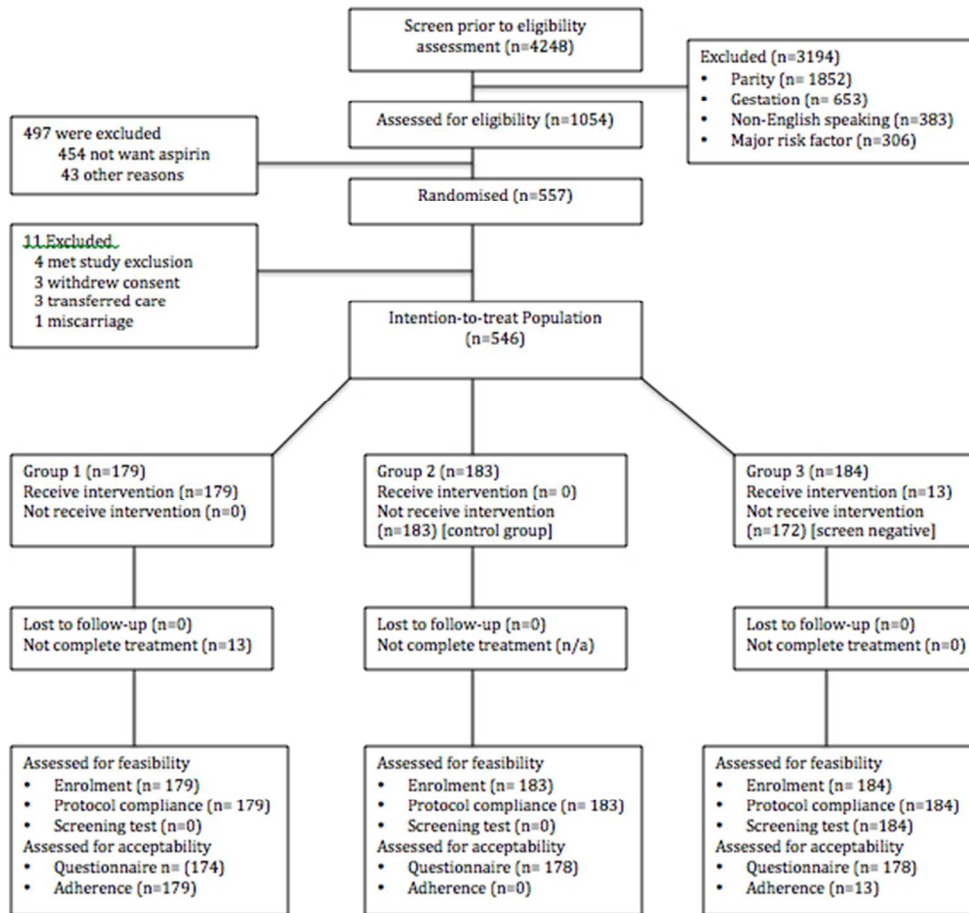 Screen prior to eligibility
assessment (n=4248)
Excluded (n=3194)
• Parity (n= 1852)
• Gestation (n= 653)
• Non-English speaking (n=383)
• Major risk factor (n=306)
Assessed for eligibility (n=1054)
497 were excluded
454 not want aspirin
43 other reasons
Randomised (n=557)
11 Excluded
4 met study exclusion
3 withdrew consent
3 transferred care
1 miscarriage
Intention-to-treat Population
(n=546)
Group 1 (n=179)
Receive intervention (n=179)
Not receive intervention (n=0)
Group 2 (n=183)
Receive intervention (n= 0)
Not receive intervention
(n=183) [control group]
Group 3 (n=184)
Receive intervention (n=13)
Not receive intervention
(n=172) [screen negative]
Lost to follow-up (n=0)
Not complete treatment (n=13)
Lost to follow-up (n=0)
Not complete treatment (n/a)
Lost to follow-up (n=0)
Not complete treatment (n=0)
Assessed for feasibility
• Enrolment (n= 179)
• Protocol compliance (n= 179)
• Screening test (n=0)
Assessed for acceptability
• Questionnaire n= (174)
• Adherence (n=179)
Assessed for feasibility
• Enrolment (n= 183)
• Protocol compliance (n= 183)
• Screening test (n=0)
Assessed for acceptability
• Questionnaire (n= 178)
• Adherence (n=0)
Assessed for feasibility
• Enrolment (n= 184)
• Protocol compliance (n=184)
• Screening test (n=184)
Assessed for acceptability
• Questionnaire (n= 178)
• Adherence (n=13)